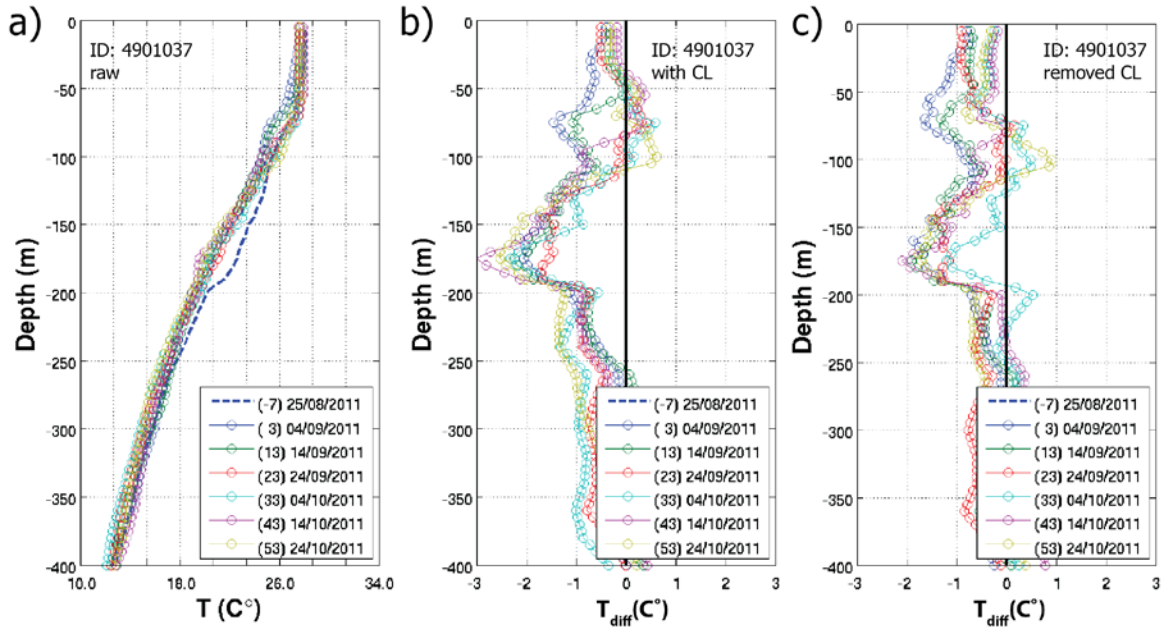 a)
ID: 4901037
raw
0
-50
-100
-150
-200
-250
-300
-350
-400
Depth (m)
(-7) 25/08/2011
( 3) 04/09/2011
(13) 14/09/2011
(23) 24/09/2011
(33) 04/10/2011
(43) 14/10/2011
(53) 24/10/2011
10.0 18.0 26.0 34.0
T (C°)
b)
ID: 4901037
with CL
0
-50
-100
-150
-200
-250
-300
-350
-400
Depth (m)
(-7) 25/08/2011
( 3) 04/09/2011
(13) 14/09/2011
(23) 24/09/2011
(33) 04/10/2011
(43) 14/10/2011
(53) 24/10/2011
-3 -2 -1 0 1 2 3
Tdiff(C°)
c)
ID: 4901037
removed CL
0
-50
-100
-150
-200
-250
-300
-350
-400
Depth (m)
(-7) 25/08/2011
( 3) 04/09/2011
(13) 14/09/2011
(23) 24/09/2011
(33) 04/10/2011
(43) 14/10/2011
(53) 24/10/2011
-3 -2 -1 0 1 2 3
Tdiff(C°)